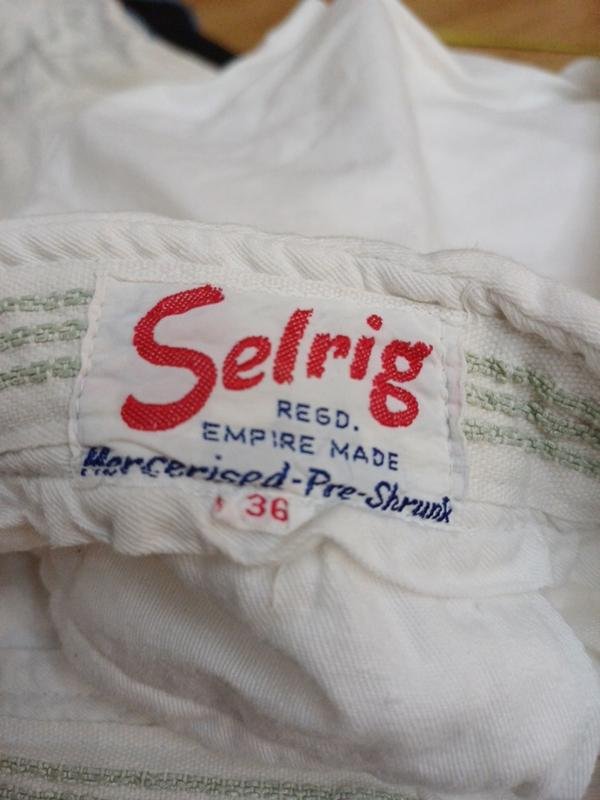 Selrig
REGD.
EMPIRE MADE
Mercerised-Pre-Shrunk
36